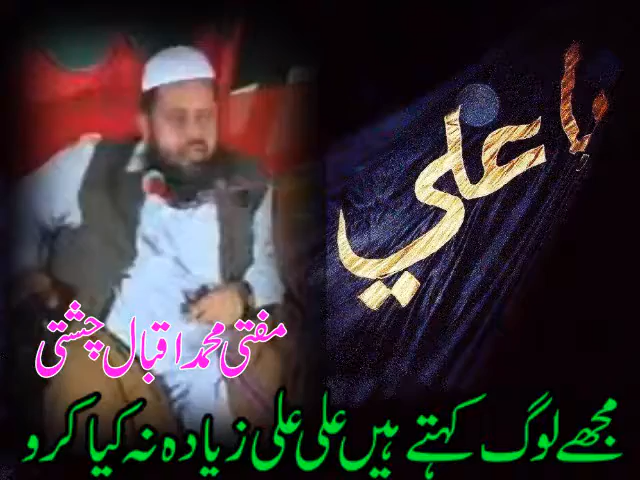 یا علی
مفتی محمد اقبال چشتی
مجھے لوگ کہتے ہیں علی علی زیادہ نہ کیا کرو